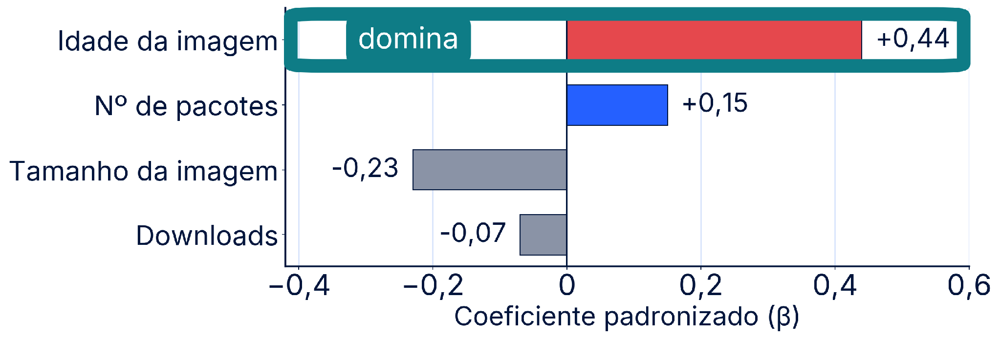 Idade da imagem
domina
+0,44
Nº de pacotes
+0,15
Tamanho da imagem
-0,23
Downloads
-0,07
−0,4 −0,2 0 0,2 0,4 0,6
Coeficiente padronizado (β)